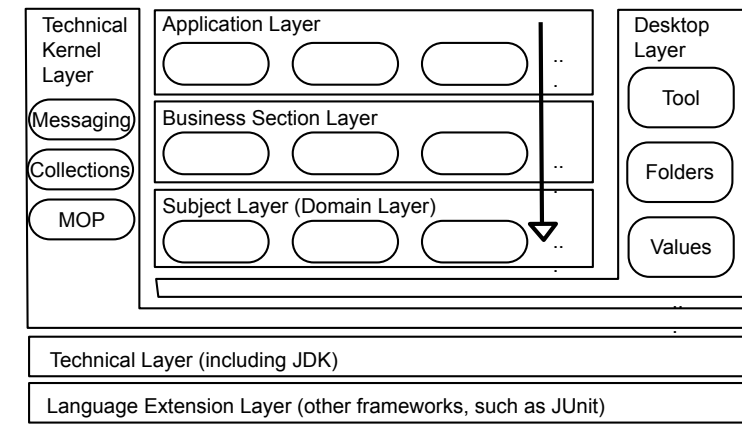 Technical
Kernel
Layer
Messaging
Collections
MOP
Application Layer
..
.
Business Section Layer
..
.
Subject Layer (Domain Layer)
..
.
Desktop
Layer
Tool
Folders
Values
..
.
Technical Layer (including JDK)
Language Extension Layer (other frameworks, such as JUnit)